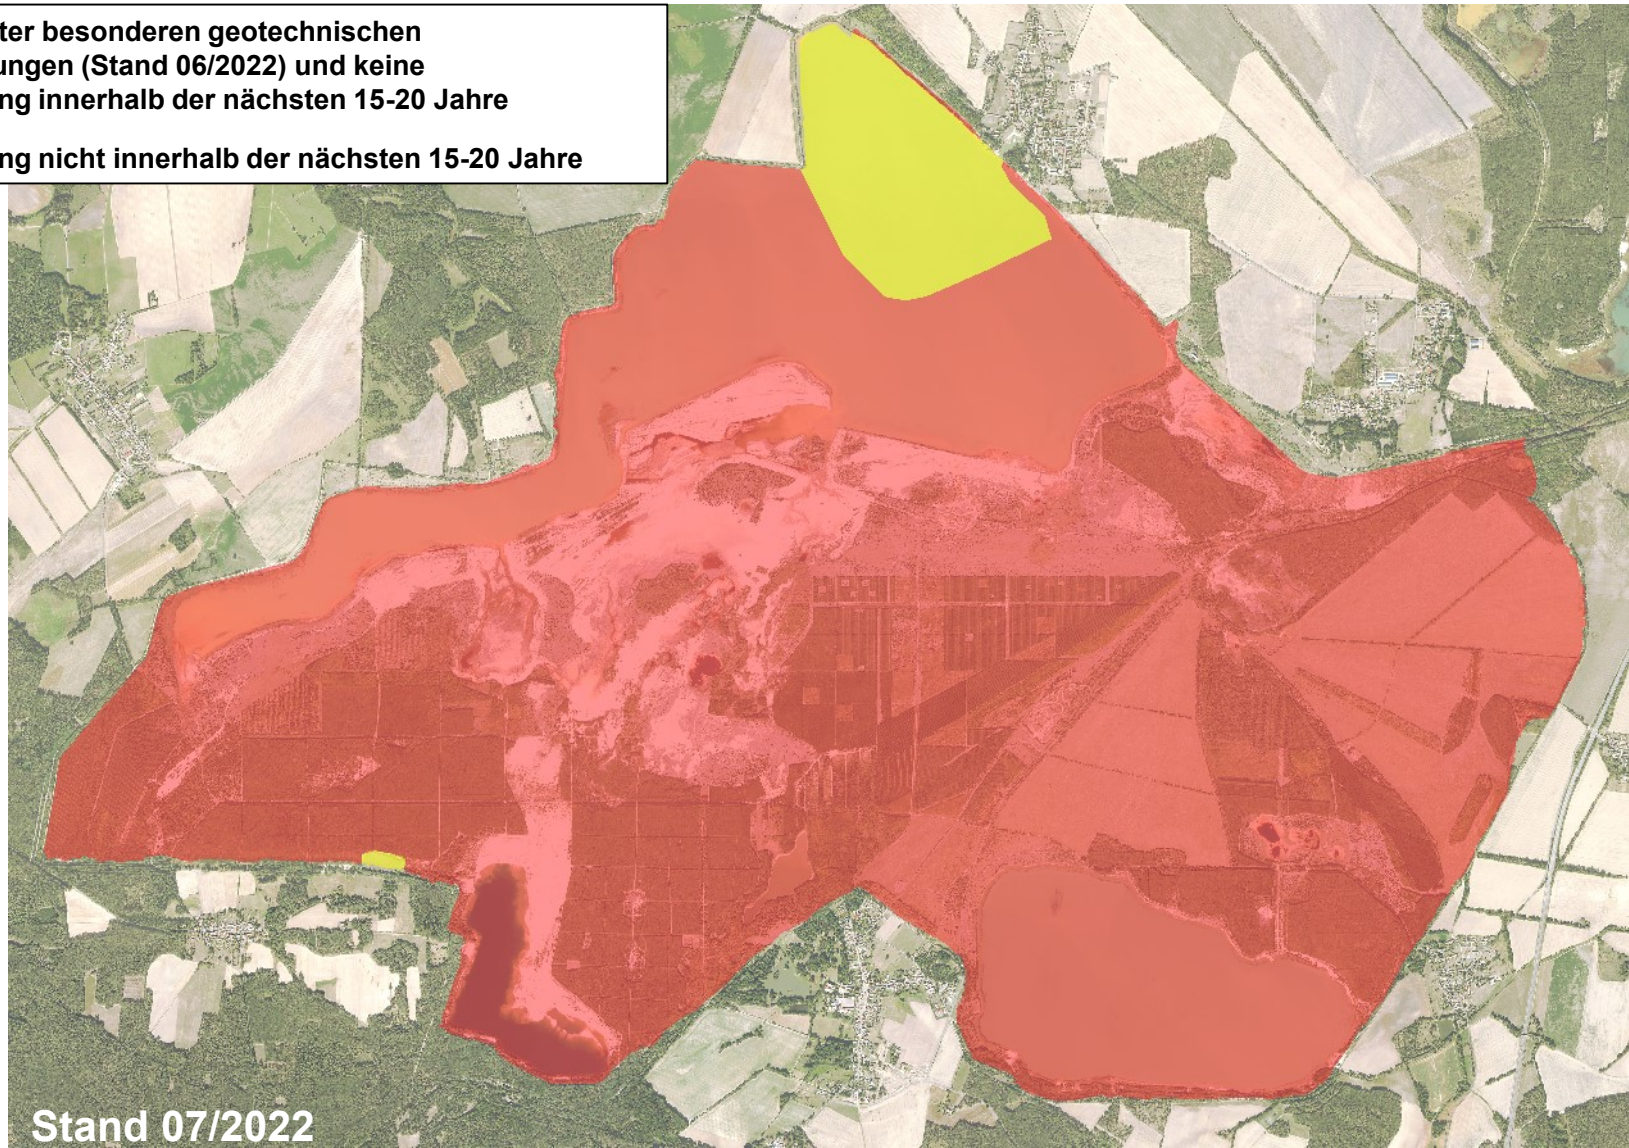 ter besonderen geotechnischen
ungen (Stand 06/2022) und keine
ng innerhalb der nächsten 15-20 Jahre
ng nicht innerhalb der nächsten 15-20 Jahre
Stand 07/2022